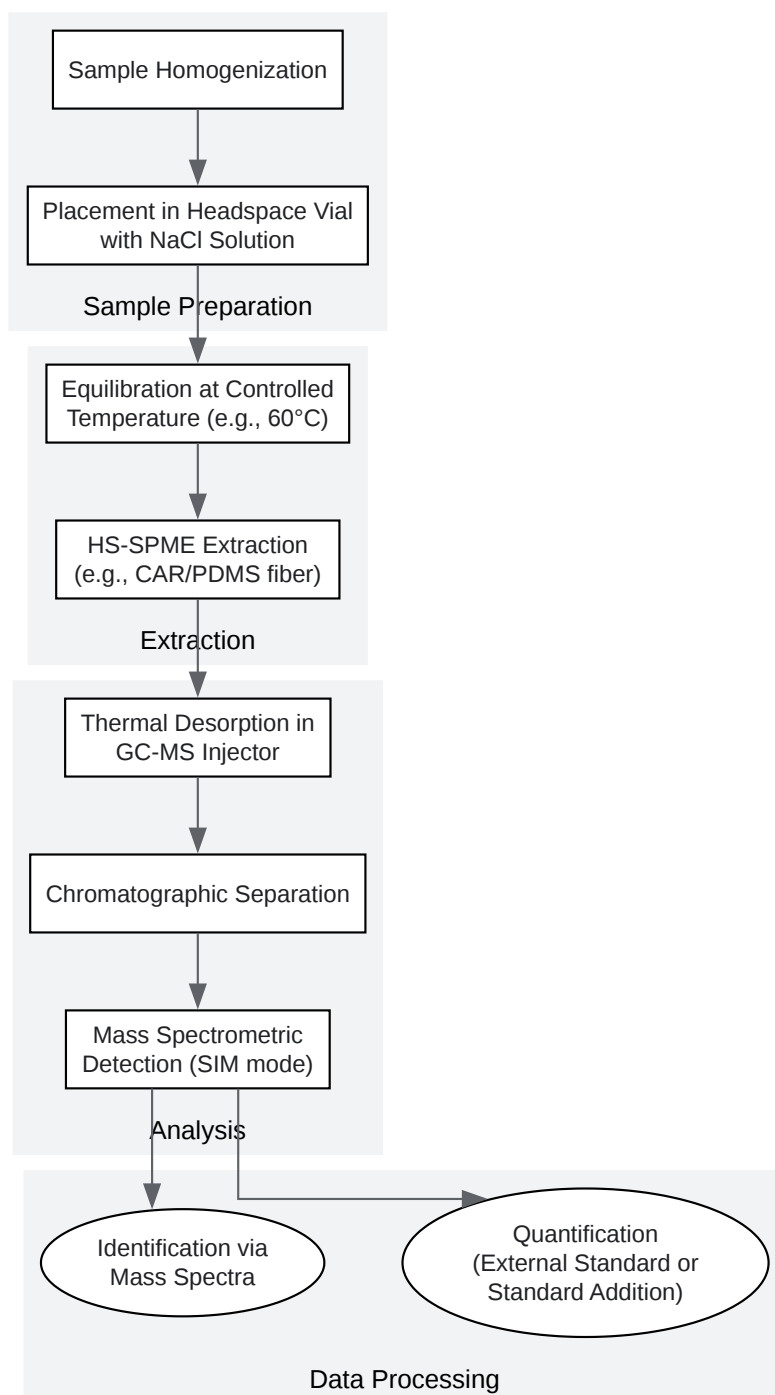 Sample Homogenization
Placement in Headspace Vial
with NaCl Solution
Sample Preparation
Equilibration at Controlled
Temperature (e.g., 60°C)
HS-SPME Extraction
(e.g., CAR/PDMS fiber)
Extraction
Thermal Desorption in
GC-MS Injector
Chromatographic Separation
Mass Spectrometric
Detection (SIM mode)
Analysis
Identification via
Mass Spectra
Quantification
(External Standard or
Standard Addition)
Data Processing